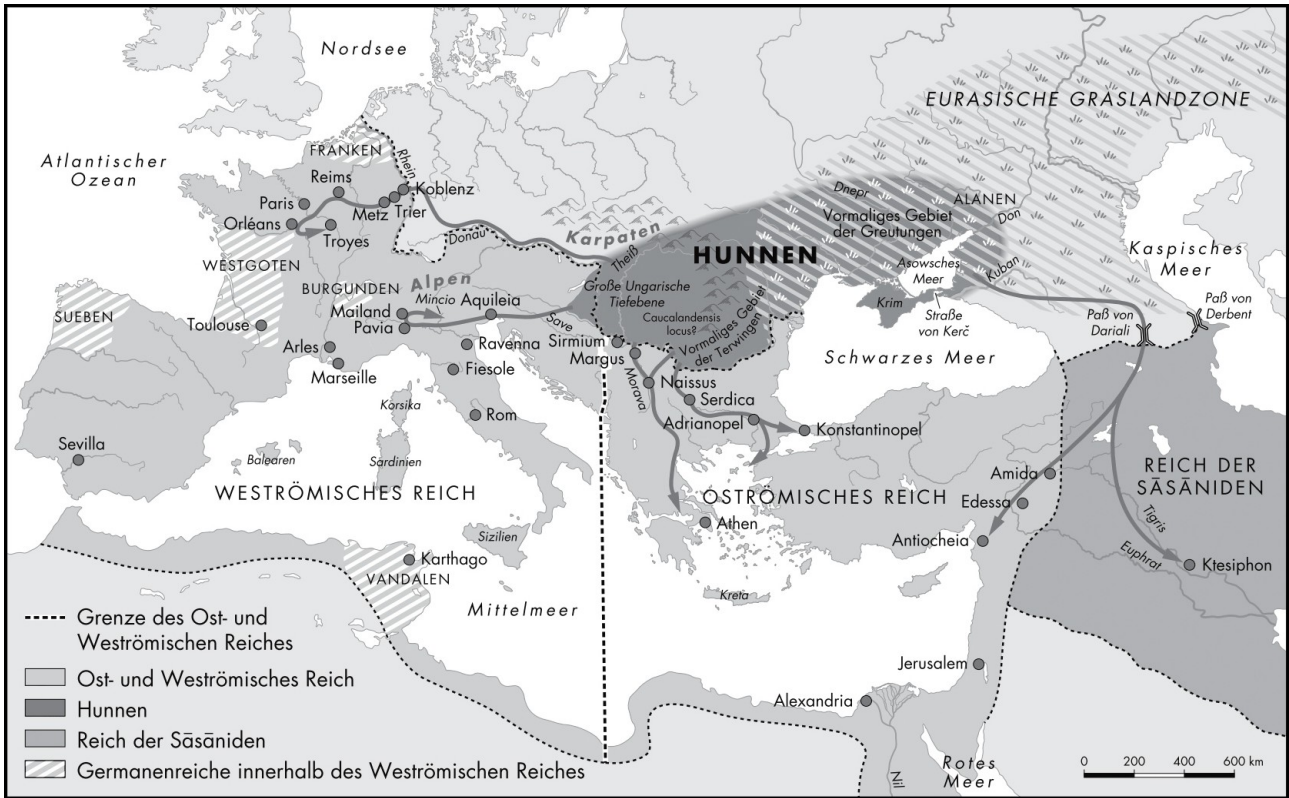 Nordsee
EURASISCHE GRASLANDZONE
Atlantischer
Ozean
FRANKEN
Rhein
Reims
Koblenz
Paris
Metz
Trier
Orléans
Troyes
Donau
Karpaten
Theiß
HUNNEN
Dnepr
ALANEN
Don
Vormaliges Gebiet
der Greutungen
Kaspisches
Meer
WESTGOTEN
BURGUNDEN
Alpen
Mincio
Aquileia
Große Ungarische
Tiefebene
Asowsches
Meer
Kuban
Krim
Straße
von Kerč
Paß von
Dariali
Paß von
Derbent
SUEBEN
Toulouse
Mailand
Pavia
Save
Caucalandensis
locus?
Vormaliges Gebiet
der Terwingen
Arles
Marseille
Ravenna
Fiesole
Sirmium
Margus
Morava
Naissus
Serdica
Schwarzes Meer
Korsika
Rom
Adrianopel
Konstantinopel
Sevilla
Balearen
Sardinien
WESTRÖMISCHES REICH
OSTRÖMISCHES REICH
Amida
Edessa
REICH DER
SĀSĀNIDEN
Athen
Antiocheia
Tigris
Euphrat
Ktesiphon
Sizilien
Karthago
VANDALEN
Kreta
Mittelmeer
Jerusalem
Alexandria
Nil
Rotes
Meer
Grenze des Ost- und
Weströmischen Reiches
Ost- und Weströmisches Reich
Hunnen
Reich der Sāsāniden
Germanenreiche innerhalb des Weströmischen Reiches
0 200 400 600 km